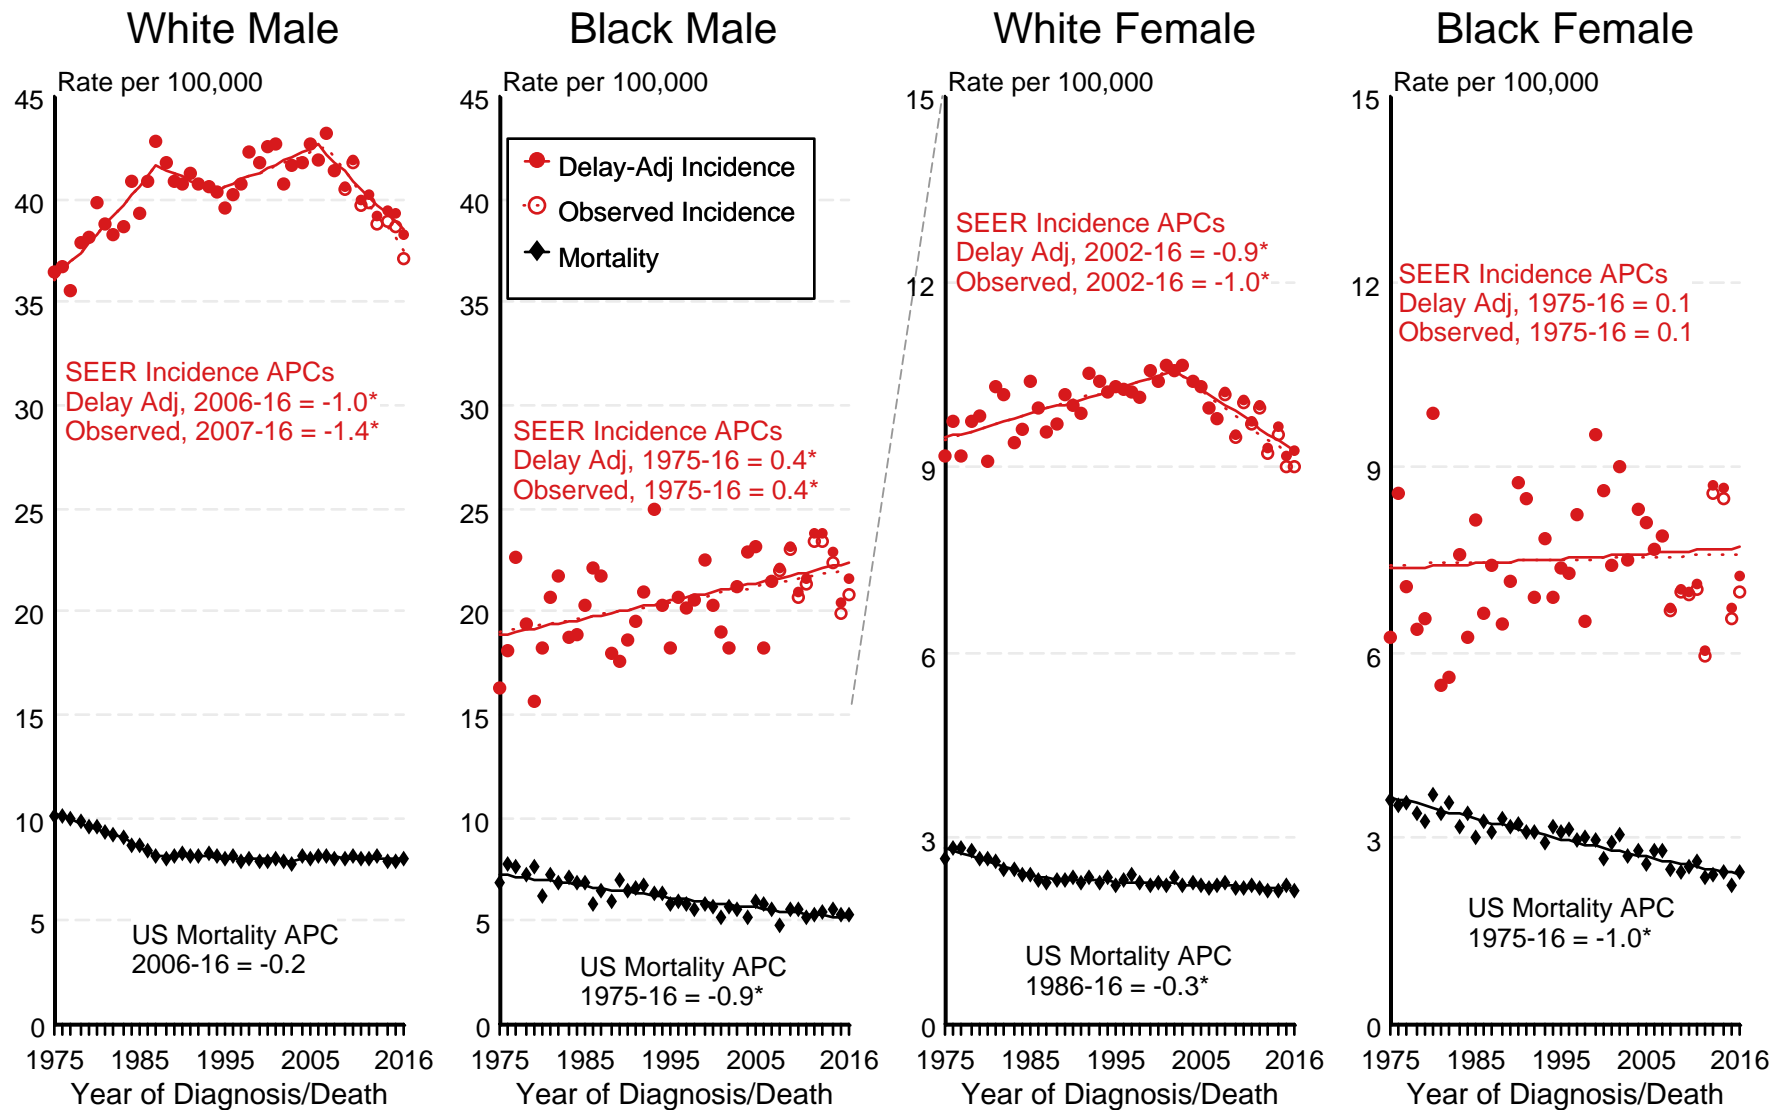 White Male
Black Male
White Female
Black Female
Rate per 100,000
45
40
35
30
25
20
15
10
5
0
SEER Incidence APCs
Delay Adj, 2006-16 = -1.0*
Observed, 2007-16 = -1.4*
US Mortality APC
2006-16 = -0.2
1975 1985 1995 2005 2016
Year of Diagnosis/Death
Rate per 100,000
45
40
35
30
25
20
15
10
5
0
Delay-Adj Incidence
Observed Incidence
Mortality
SEER Incidence APCs
Delay Adj, 1975-16 = 0.4*
Observed, 1975-16 = 0.4*
US Mortality APC
1975-16 = -0.9*
1975 1985 1995 2005 2016
Year of Diagnosis/Death
Rate per 100,000
15
12
9
6
3
0
SEER Incidence APCs
Delay Adj, 2002-16 = -0.9*
Observed, 2002-16 = -1.0*
US Mortality APC
1986-16 = -0.3*
1975 1985 1995 2005 2016
Year of Diagnosis/Death
Rate per 100,000
15
12
9
6
3
0
SEER Incidence APCs
Delay Adj, 1975-16 = 0.1
Observed, 1975-16 = 0.1
US Mortality APC
1975-16 = -1.0*
1975 1985 1995 2005 2016
Year of Diagnosis/Death